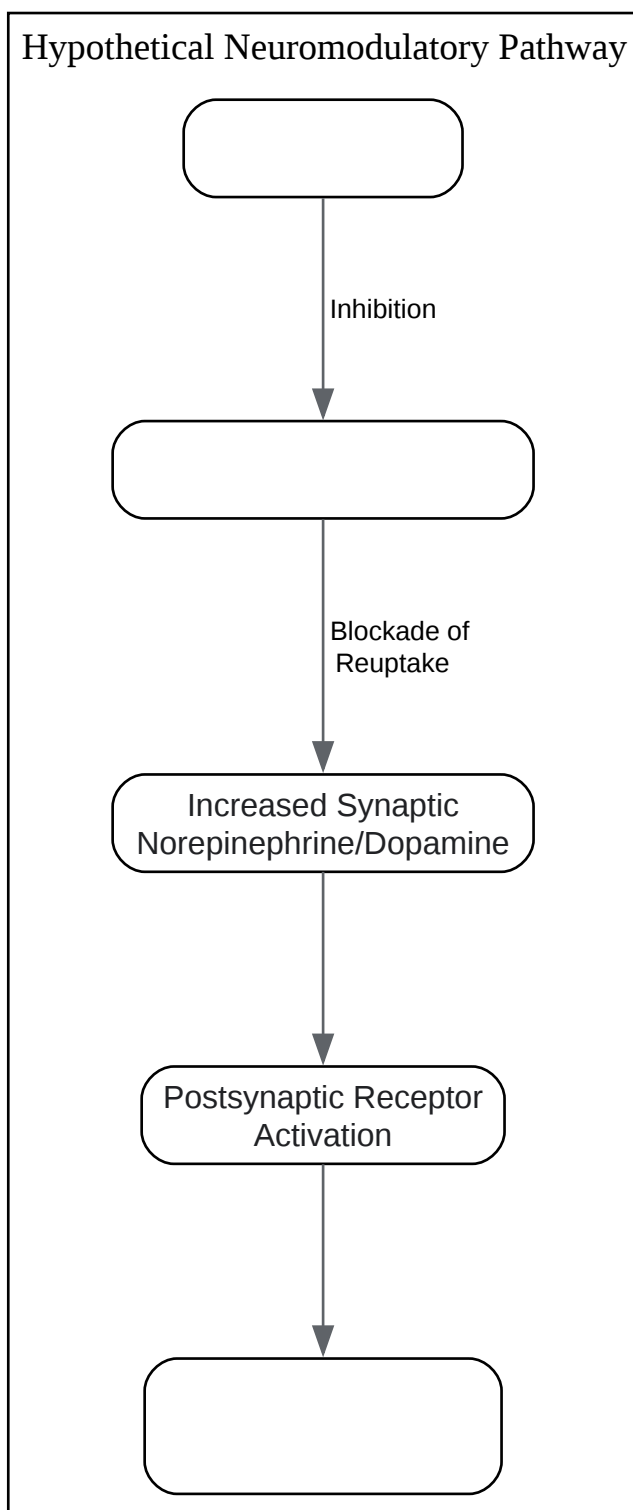 Hypothetical Neuromodulatory Pathway
Inhibition
Blockade of
Reuptake
Increased Synaptic
Norepinephrine/Dopamine
Postsynaptic Receptor
Activation